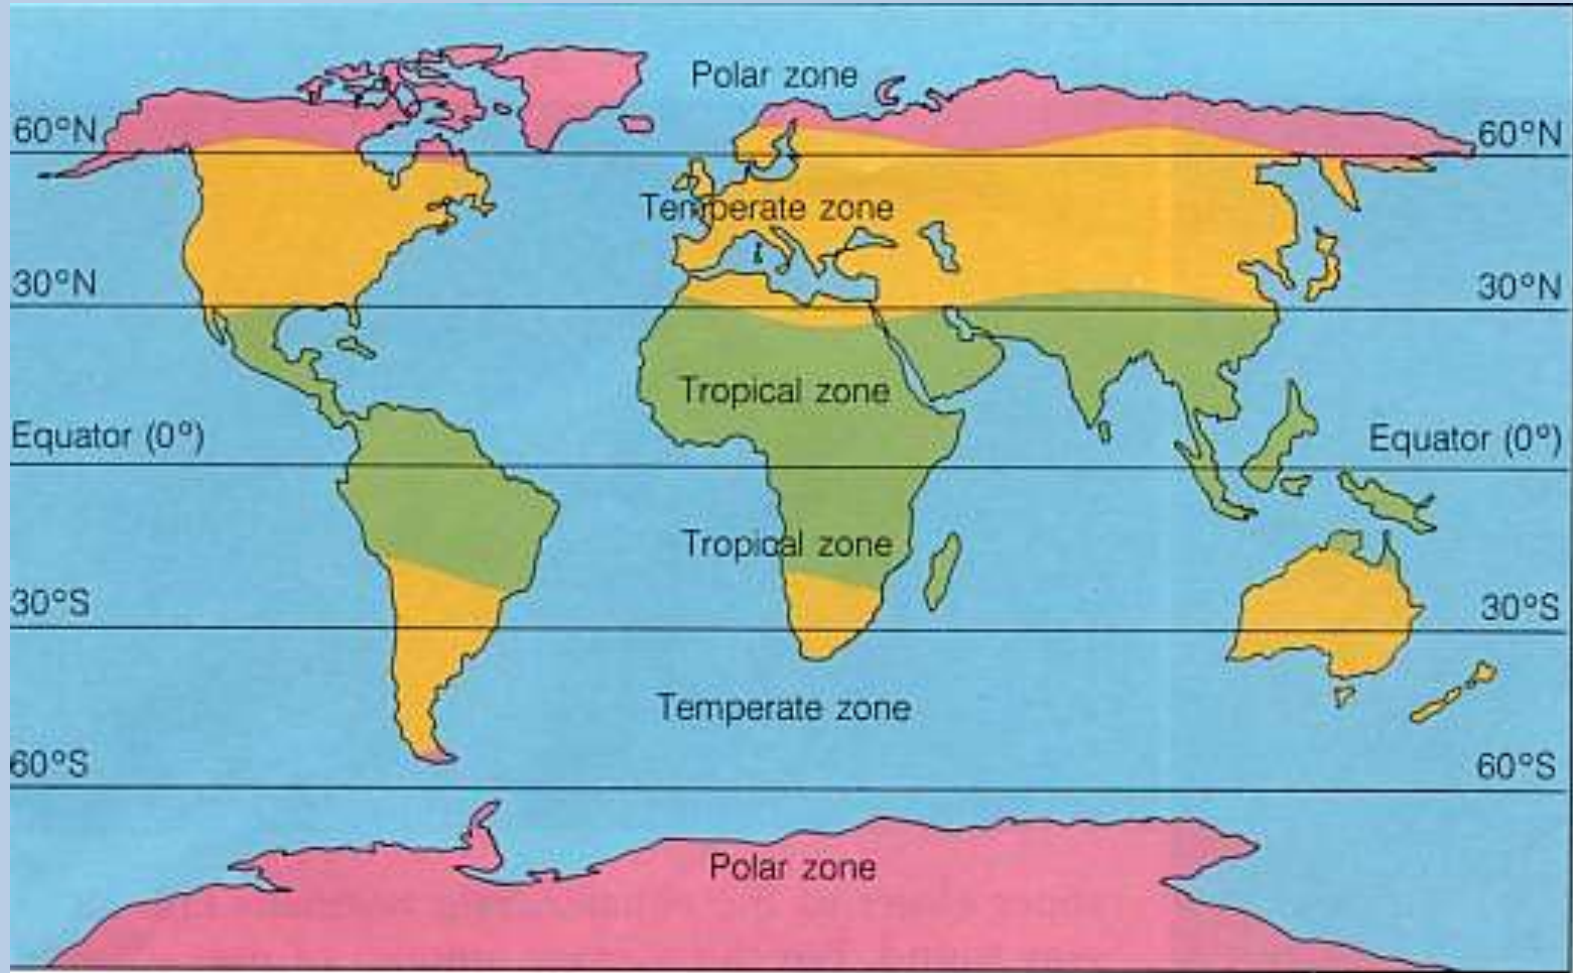 Polar zone
60°N
60°N
Temperate zone
30°N
30°N
Tropical zone
Equator (0°)
Equator (0°)
Tropical zone
30°S
30°S
Temperate zone
60°S
60°S
Polar zone